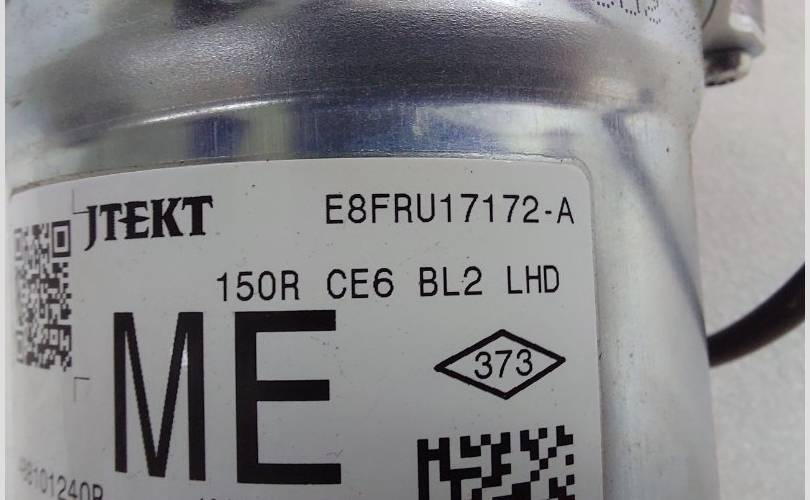 JTEKT E8FRU17172-A
150R CE6 BL2 LHD
ME
373